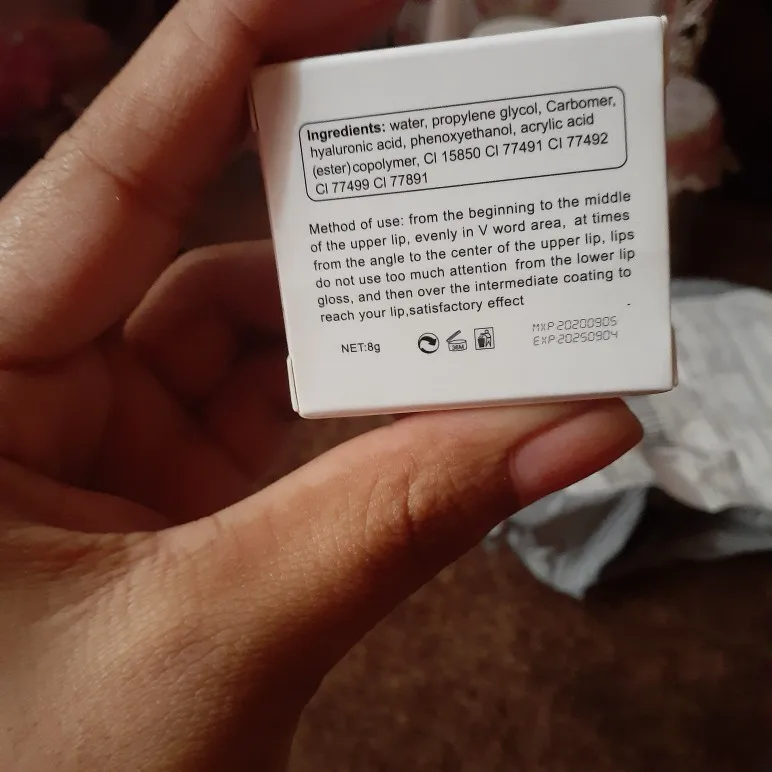 Ingredients: water, propylene glycol, Carbomer,
hyaluronic acid, phenoxyethanol, acrylic acid
(ester)copolymer, CI 15850 CI 77491 CI 77492
CI 77499 CI 77891
Method of use: from the beginning to the middle
of the upper lip, evenly in V word area, at times
from the angle to the center of the upper lip, lips
do not use too much attention from the lower lip
gloss, and then over the intermediate coating to
reach your lip,satisfactory effect
NET:8g
MXP:20200905
EXP:20250904